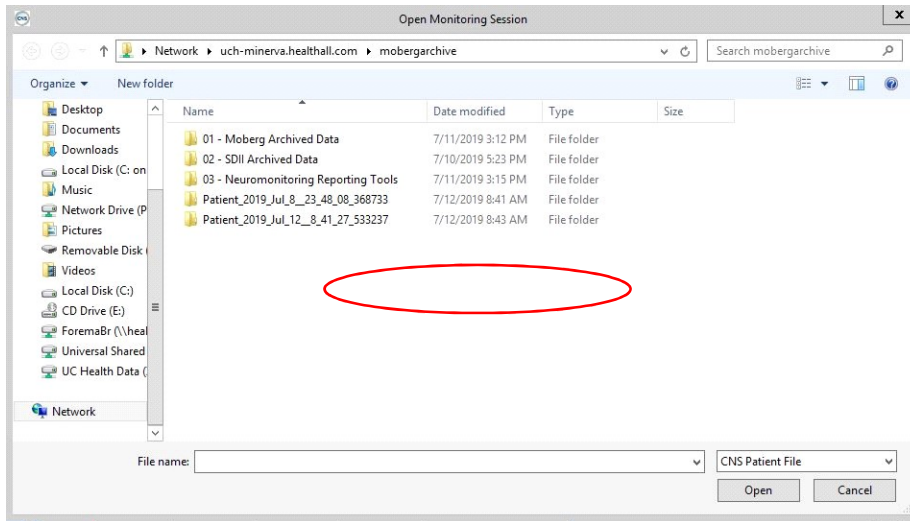 CNS
Open Monitoring Session
x
Network uch-minerva.healthall.com mobergarchive
Search mobergarchive
Organize New folder
Name Date modified Type Size
Desktop
Documents
Downloads
Local Disk (C: on
Music
Network Drive (P
Pictures
Removable Disk (
Videos
Local Disk (C:)
CD Drive (E:)
ForemaBr (\\heal
Universal Shared
UC Health Data (
Network
01 - Moberg Archived Data 7/11/2019 3:12 PM File folder
02 - SDII Archived Data 7/10/2019 5:23 PM File folder
03 - Neuromonitoring Reporting Tools 7/11/2019 3:15 PM File folder
Patient_2019_Jul_8__23_48_08_368733 7/12/2019 8:41 AM File folder
Patient_2019_Jul_12__8_41_27_533237 7/12/2019 8:43 AM File folder
File name:
CNS Patient File
Open Cancel